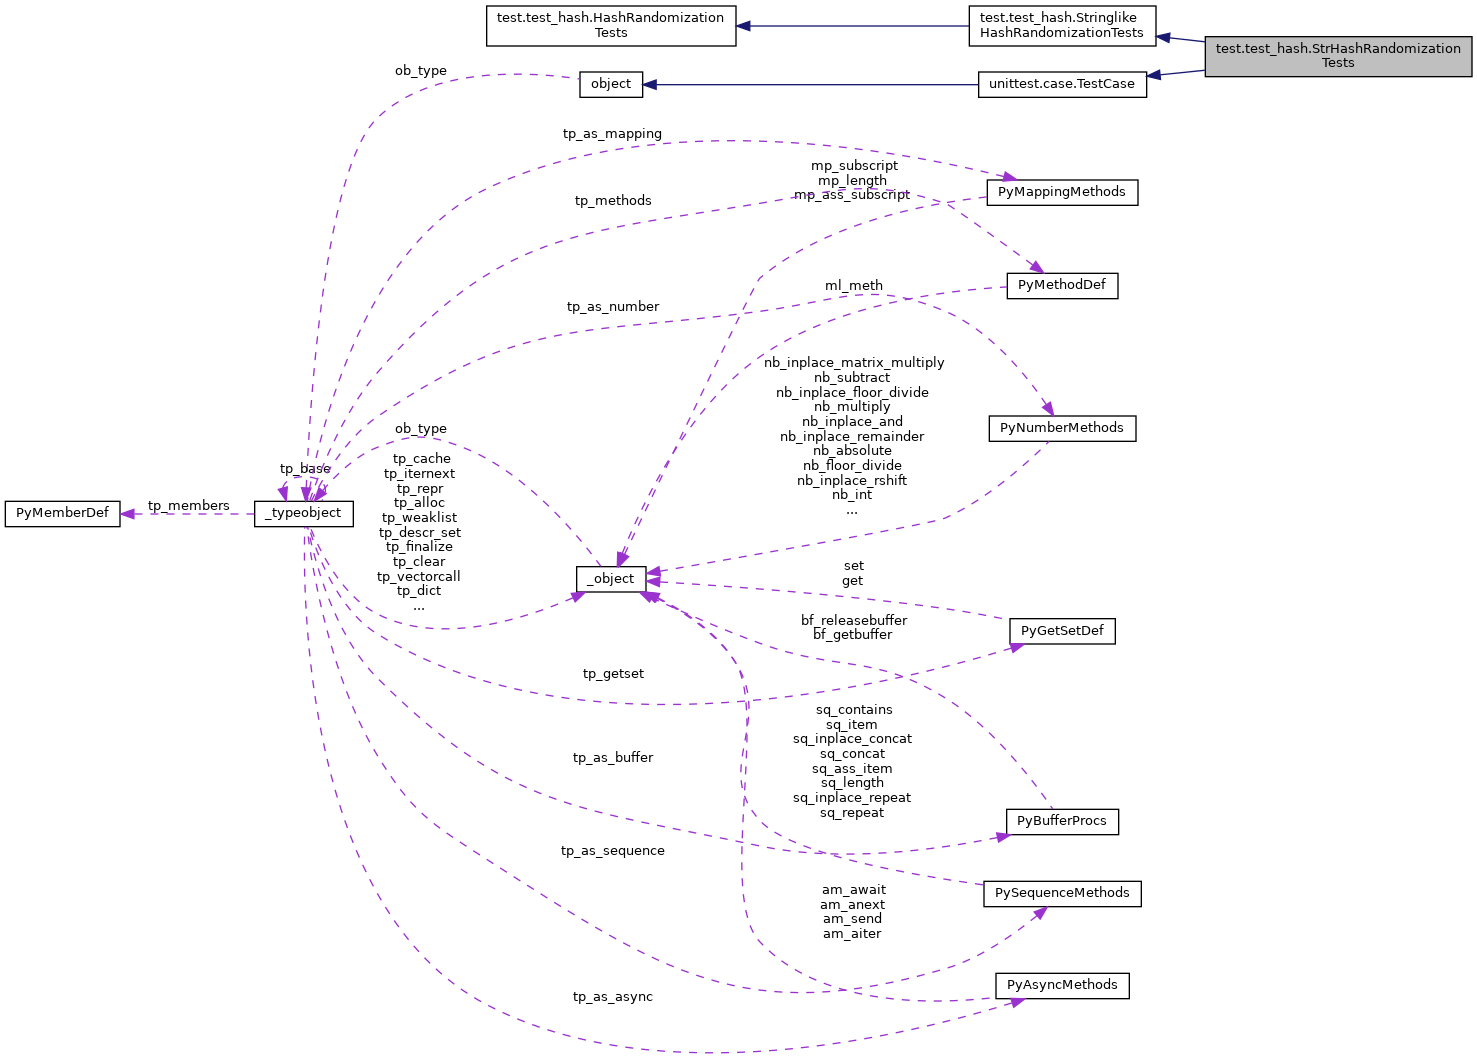 test.test_hash.HashRandomization
Tests
test.test_hash.Stringlike
HashRandomizationTests
test.test_hash.StrHashRandomization
Tests
ob_type
object
unittest.case.TestCase
tp_as_mapping
mp_subscript
mp_length
mp_ass_subscript
PyMappingMethods
tp_methods
ml_meth
PyMethodDef
tp_as_number
nb_inplace_matrix_multiply
nb_subtract
nb_inplace_floor_divide
nb_multiply
nb_inplace_and
nb_inplace_remainder
nb_absolute
nb_floor_divide
nb_inplace_rshift
nb_int
...
PyNumberMethods
ob_type
tp_base
tp_cache
tp_iternext
tp_repr
tp_alloc
tp_weaklist
tp_descr_set
tp_finalize
tp_clear
tp_vectorcall
tp_dict
...
PyMemberDef
tp_members
_typeobject
_object
set
get
PyGetSetDef
bf_releasebuffer
bf_getbuffer
tp_getset
sq_contains
sq_item
sq_inplace_concat
sq_concat
sq_ass_item
sq_length
sq_inplace_repeat
sq_repeat
tp_as_buffer
PyBufferProcs
tp_as_sequence
PySequenceMethods
am_await
am_anext
am_send
am_aiter
tp_as_async
PyAsyncMethods